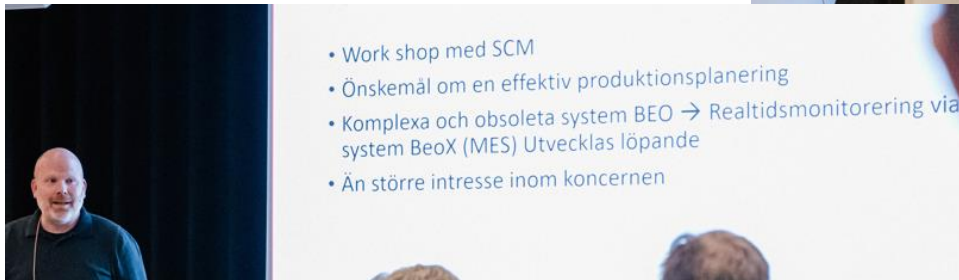 • Work shop med SCM
• Önskemål om en effektiv produktionsplanering
• Komplexa och obsoleta system BEO → Realtidsmonitorering via
system BeoX (MES) Utvecklas löpande
• Än större intresse inom koncernen